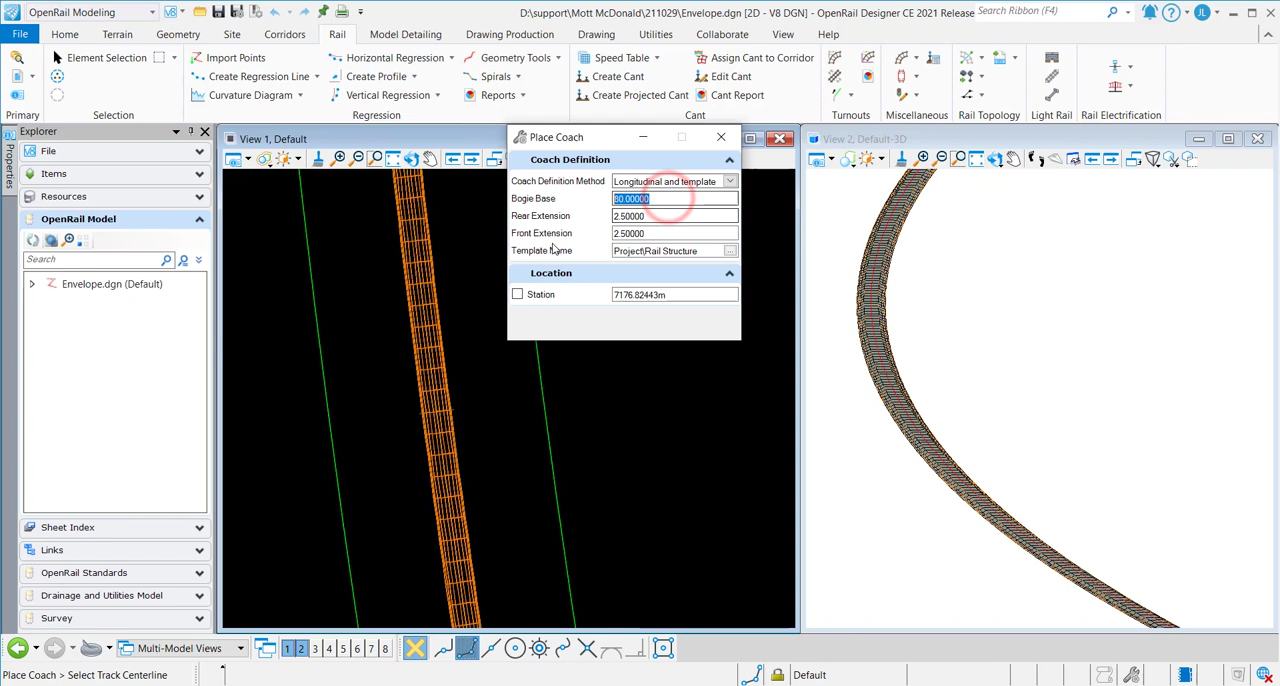 OpenRail Modeling
D:\support\Mott McDonald\211029\Envelope.dgn [2D - V8 DGN] - OpenRail Designer CE 2021 Release
Search Ribbon (F4)
JL
File Home Terrain Geometry Site Corridors Rail Model Detailing Drawing Production Drawing Utilities Collaborate View Help
Element Selection
Import Points
Create Regression Line
Curvature Diagram
Horizontal Regression
Create Profile
Vertical Regression
Geometry Tools
Spirals
Reports
Speed Table
Create Cant
Create Projected Cant
Assign Cant to Corridor
Edit Cant
Cant Report
Primary Selection Regression Cant Turnouts Miscellaneous Light Rail Rail Topology Rail Electrification
Explorer
Properties
File
Items
Resources
OpenRail Model
Search
Envelope.dgn (Default)
Sheet Index
Links
OpenRail Standards
Drainage and Utilities Model
Survey
View 1, Default
Place Coach
Coach Definition
Coach Definition Method Longitudinal and template
Bogie Base 80.00000
Rear Extension 2.50000
Front Extension 2.50000
Template Name Project\Rail Structure
Location
Station 7176.82443m
View 2, Default-3D
Multi-Model Views
1 2 3 4 5 6 7 8
Place Coach > Select Track Centerline
Default